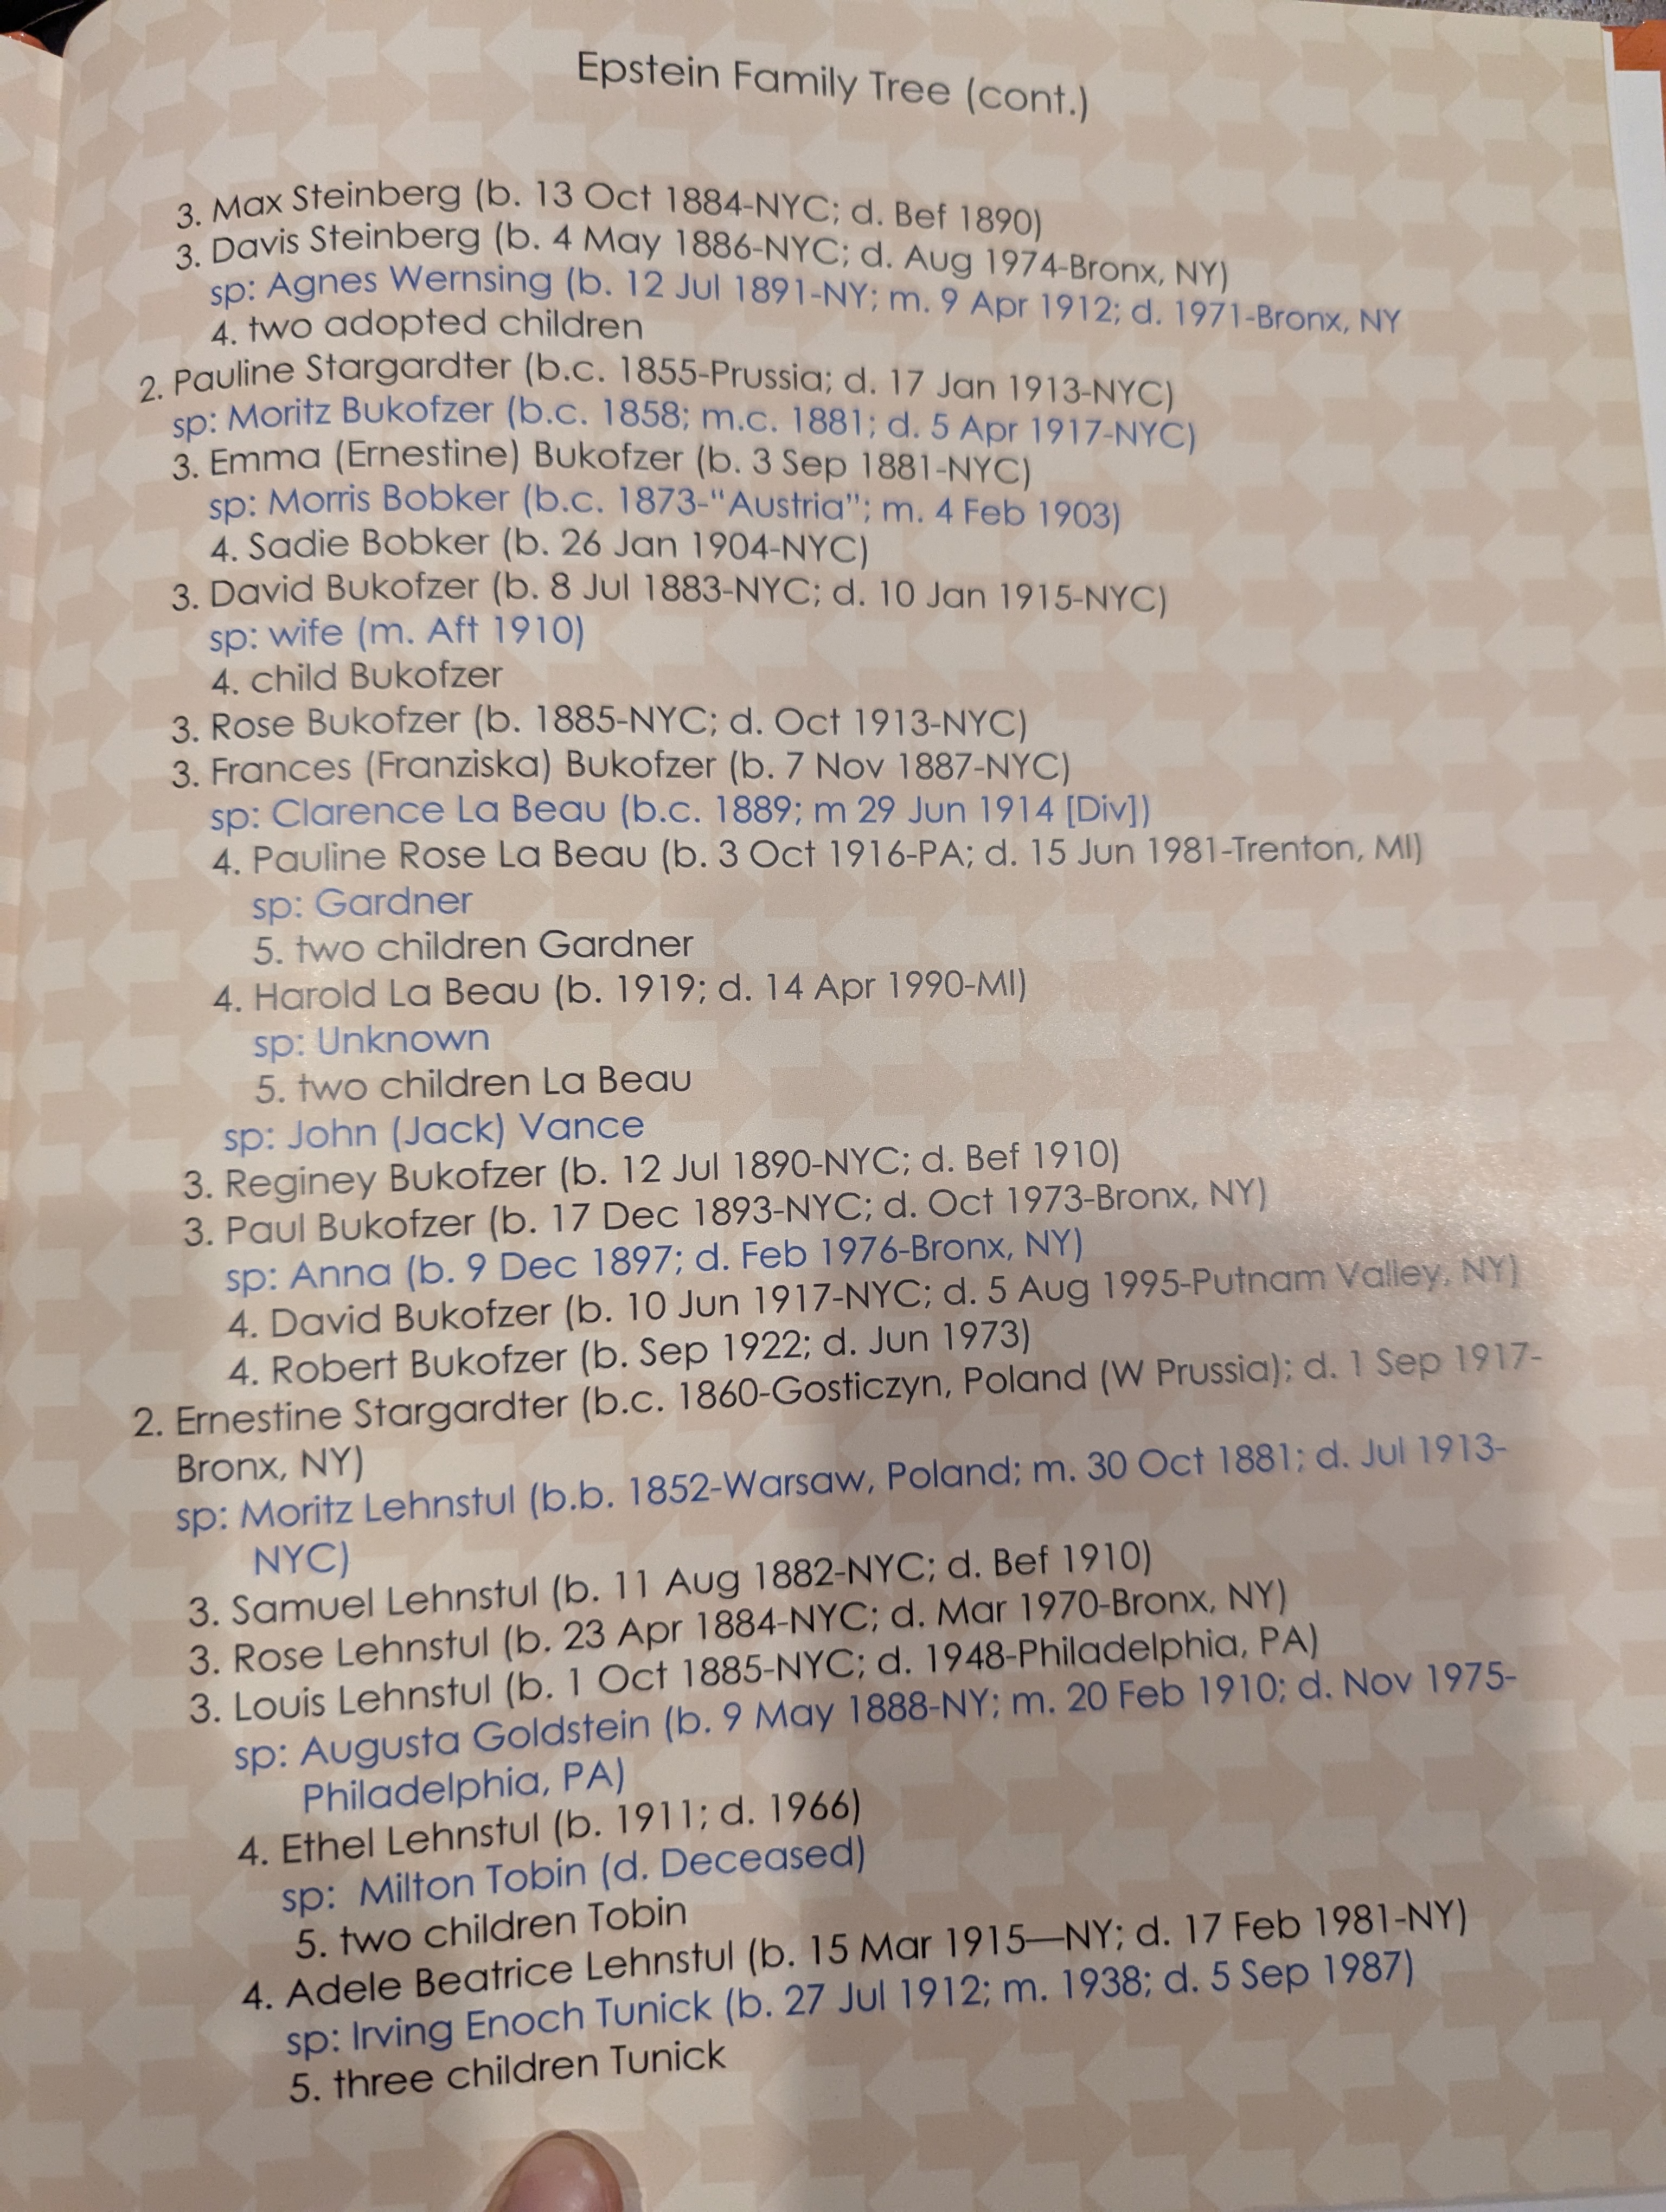 Epstein Family Tree (cont.)
3. Max Steinberg (b. 13 Oct 1884-NYC; d. Bef 1890)
3. Davis Steinberg (b. 4 May 1886-NYC; d. Aug 1974-Bronx, NY)
sp: Agnes Wernsing (b. 12 Jul 1891-NY; m. 9 Apr 1912; d. 1971-Bronx, NY
4. two adopted children
2. Pauline Stargardter (b.c. 1855-Prussia; d. 17 Jan 1913-NYC)
sp: Moritz Bukofzer (b.c. 1858; m.c. 1881; d. 5 Apr 1917-NYC)
3. Emma (Ernestine) Bukofzer (b. 3 Sep 1881-NYC)
sp: Morris Bobker (b.c. 1873-"Austria"; m. 4 Feb 1903)
4. Sadie Bobker (b. 26 Jan 1904-NYC)
3. David Bukofzer (b. 8 Jul 1883-NYC; d. 10 Jan 1915-NYC)
sp: wife (m. Aft 1910)
4. child Bukofzer
3. Rose Bukofzer (b. 1885-NYC; d. Oct 1913-NYC)
3. Frances (Franziska) Bukofzer (b. 7 Nov 1887-NYC)
sp: Clarence La Beau (b.c. 1889; m 29 Jun 1914 [Div])
4. Pauline Rose La Beau (b. 3 Oct 1916-PA; d. 15 Jun 1981-Trenton, MI)
sp: Gardner
5. two children Gardner
4. Harold La Beau (b. 1919; d. 14 Apr 1990-MI)
sp: Unknown
5. two children La Beau
sp: John (Jack) Vance
3. Reginey Bukofzer (b. 12 Jul 1890-NYC; d. Bef 1910)
3. Paul Bukofzer (b. 17 Dec 1893-NYC; d. Oct 1973-Bronx, NY)
sp: Anna (b. 9 Dec 1897; d. Feb 1976-Bronx, NY)
4. David Bukofzer (b. 10 Jun 1917-NYC; d. 5 Aug 1995-Putnam Valley, NY)
4. Robert Bukofzer (b. Sep 1922; d. Jun 1973)
2. Ernestine Stargardter (b.c. 1860-Gosticzyn, Poland (W Prussia); d. 1 Sep 1917-
Bronx, NY)
sp: Moritz Lehnstul (b.b. 1852-Warsaw, Poland; m. 30 Oct 1881; d. Jul 1913-
NYC)
3. Samuel Lehnstul (b. 11 Aug 1882-NYC; d. Bef 1910)
3. Rose Lehnstul (b. 23 Apr 1884-NYC; d. Mar 1970-Bronx, NY)
3. Louis Lehnstul (b. 1 Oct 1885-NYC; d. 1948-Philadelphia, PA)
sp: Augusta Goldstein (b. 9 May 1888-NY; m. 20 Feb 1910; d. Nov 1975-
Philadelphia, PA)
4. Ethel Lehnstul (b. 1911; d. 1966)
sp: Milton Tobin (d. Deceased)
5. two children Tobin
4. Adele Beatrice Lehnstul (b. 15 Mar 1915—NY; d. 17 Feb 1981-NY)
sp: Irving Enoch Tunick (b. 27 Jul 1912; m. 1938; d. 5 Sep 1987)
5. three children Tunick